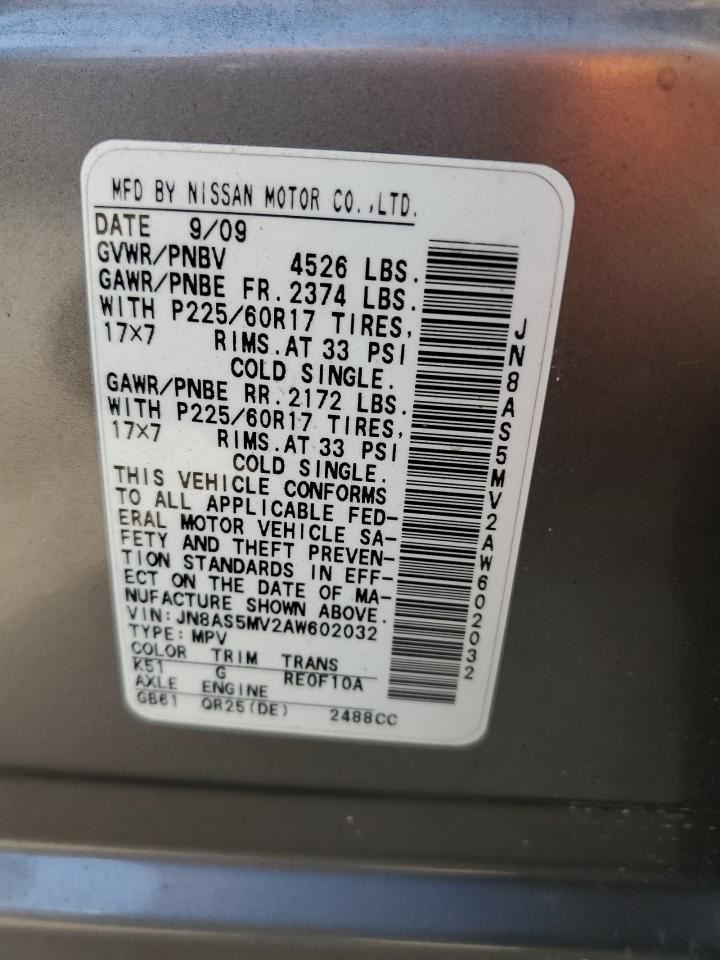 MFD BY NISSAN MOTOR CO.,LTD.
DATE 9/09
GVWR/PNBV 4526 LBS.
GAWR/PNBE FR. 2374 LBS.
WITH P225/60R17 TIRES,
17×7 RIMS. AT 33 PSI
COLD SINGLE.
GAWR/PNBE RR. 2172 LBS.
WITH P225/60R17 TIRES,
17×7 RIMS. AT 33 PSI
COLD SINGLE.
THIS VEHICLE CONFORMS
TO ALL APPLICABLE FED-
ERAL MOTOR VEHICLE SA-
FETY AND THEFT PREVEN-
TION STANDARDS IN EFF-
ECT ON THE DATE OF MA-
NUFACTURE SHOWN ABOVE.
VIN: JN8AS5MV2AW602032
TYPE: MPV
COLOR TRIM TRANS
K51 G RE0F10A
AXLE ENGINE
GB61 QR25(DE) 2488CC
JN8AS5MV2AW602032